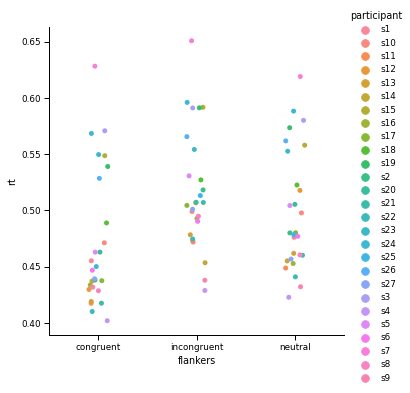 participant
s1
s10
s11
s12
s13
s14
s15
s16
s17
s18
s19
s2
s20
s21
s22
s23
s24
s25
s26
s27
s3
s4
s5
s6
s7
s8
s9
0.65
0.60
0.55
0.50
0.45
0.40
rt
congruent incongruent neutral
flankers